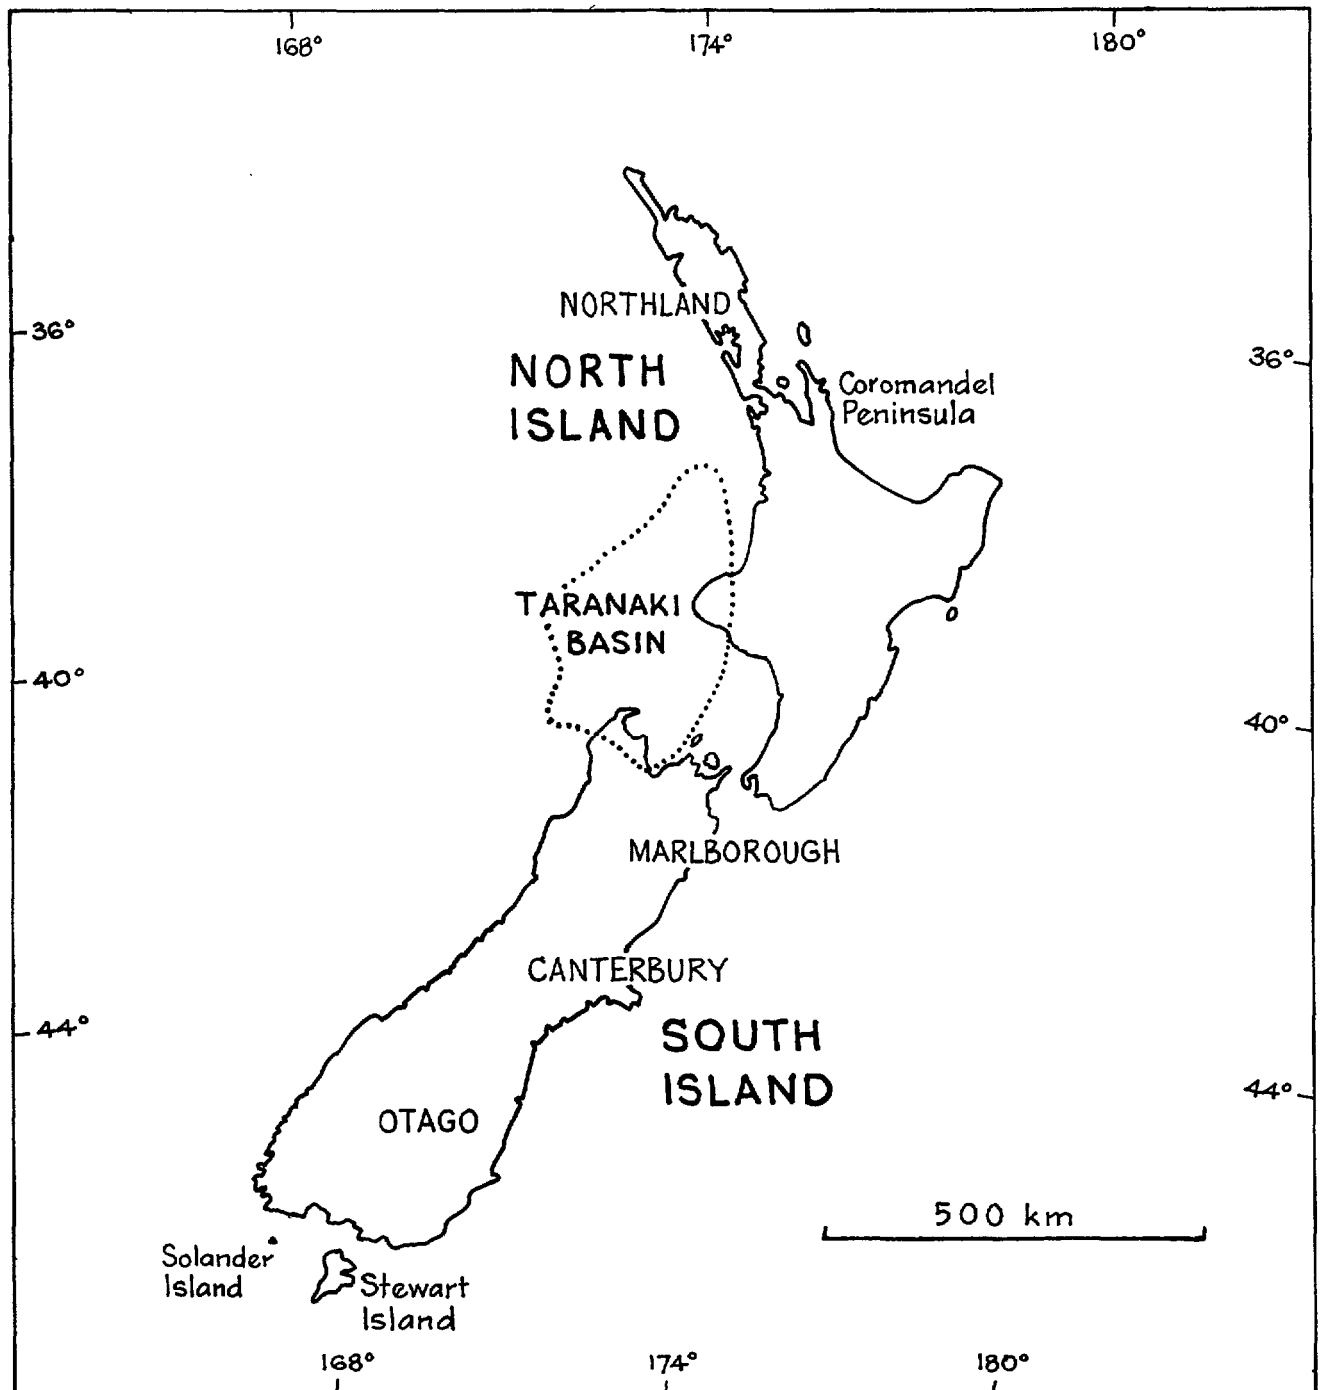 168°
174°
180°
NORTHLAND
36°
36°
NORTH
ISLAND
Coromandel
Peninsula
TARANAKI
BASIN
40°
40°
MARLBOROUGH
CANTERBURY
44°
SOUTH
ISLAND
44°
OTAGO
500 km
Solander
Island
Stewart
Island
168°
174°
180°